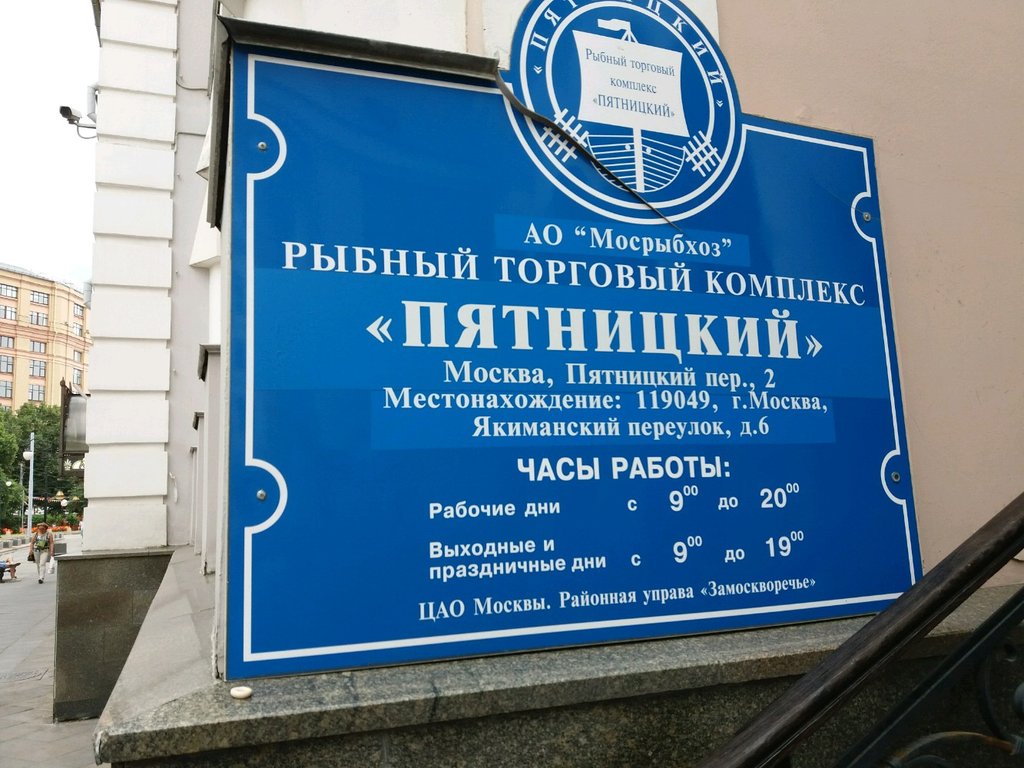 « ПЯТНИЦКИЙ »
Рыбный торговый
комплекс
«ПЯТНИЦКИЙ»
АО “Мосрыбхоз”
РЫБНЫЙ ТОРГОВЫЙ КОМПЛЕКС
«ПЯТНИЦКИЙ»
Москва, Пятницкий пер., 2
Местонахождение: 119049, г.Москва,
Якиманский переулок, д.6
ЧАСЫ РАБОТЫ:
Рабочие дни с 9⁰⁰ до 20⁰⁰
Выходные и
праздничные дни с 9⁰⁰ до 19⁰⁰
ЦАО Москвы. Районная управа «Замоскворечье»